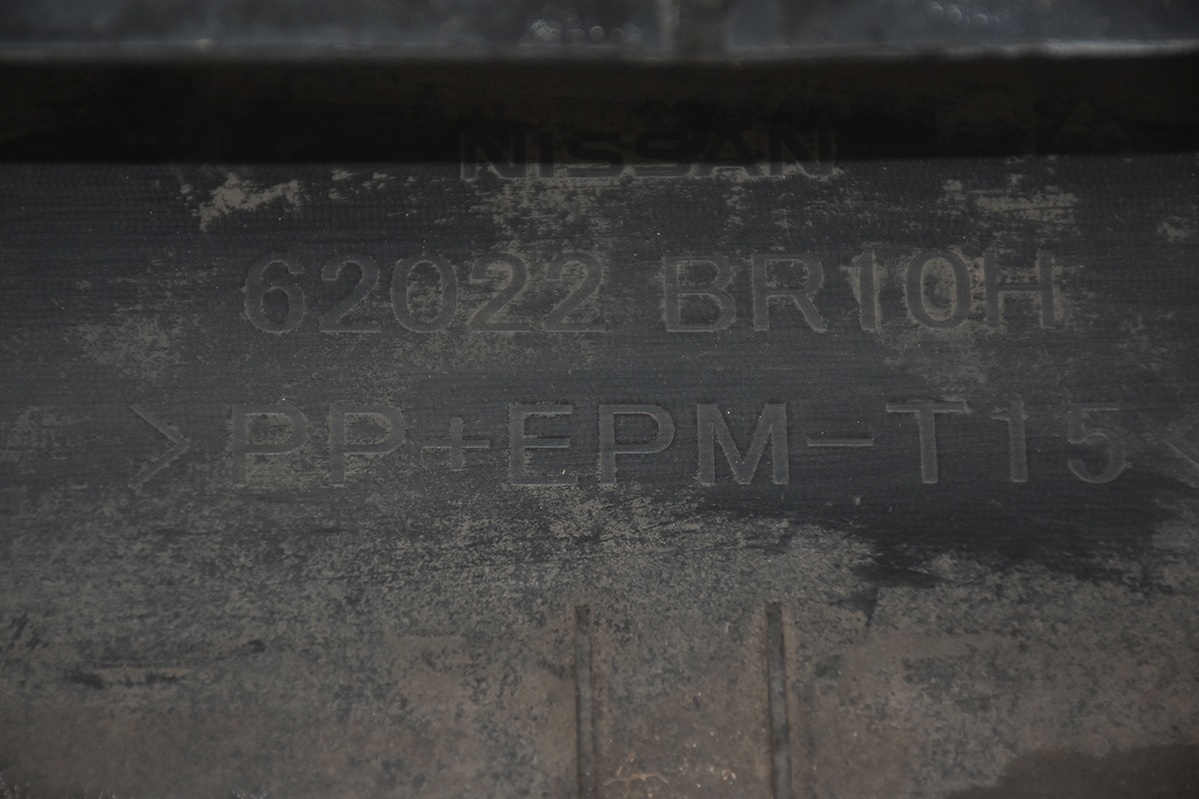 NISSAN
62022 BR10H
>PP+EPM-T15<